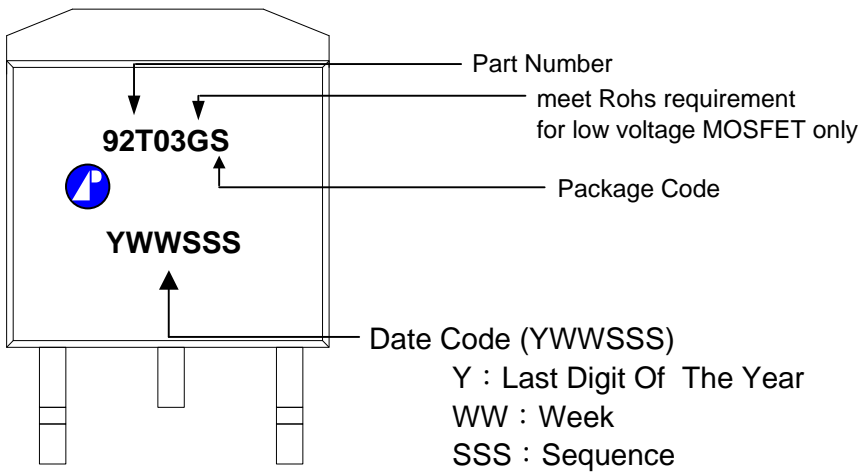 Part Number
meet Rohs requirement
for low voltage MOSFET only
92T03GS
Package Code
YWWSSS
Date Code (YWWSSS)
Y：Last Digit Of The Year
WW：Week
SSS：Sequence